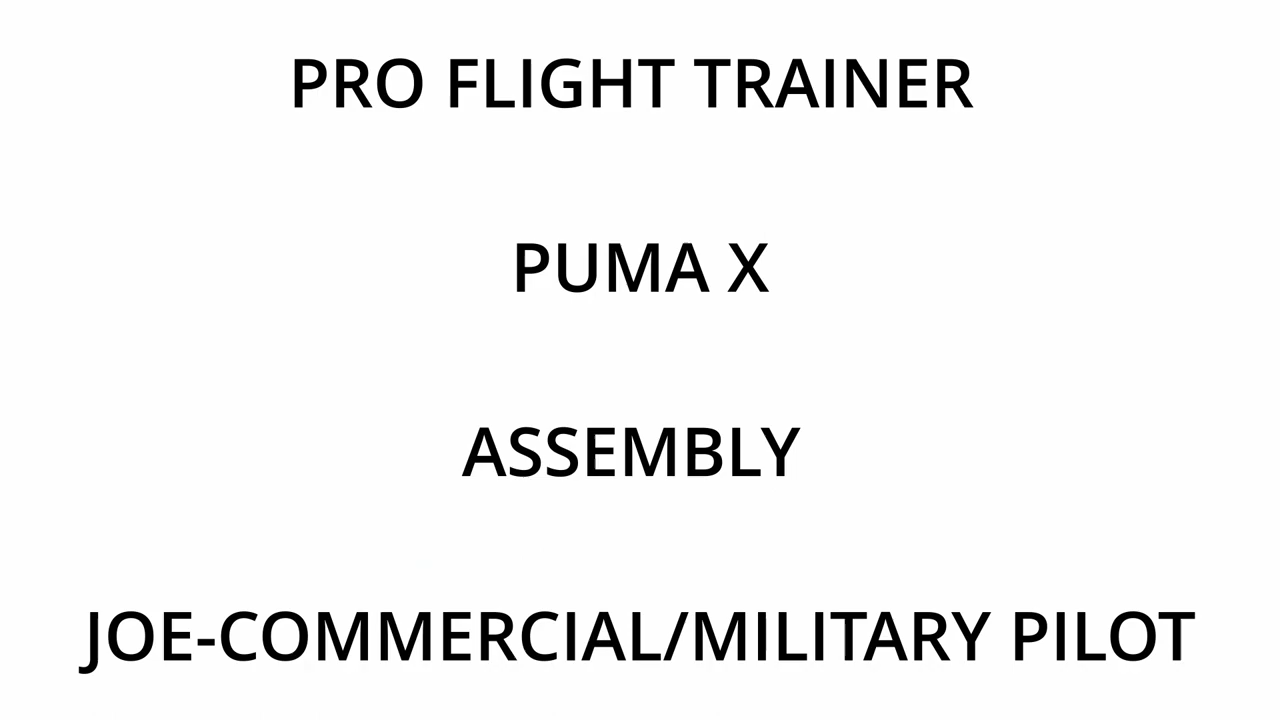 PRO FLIGHT TRAINER
PUMA X
ASSEMBLY
JOE-COMMERCIAL/MILITARY PILOT